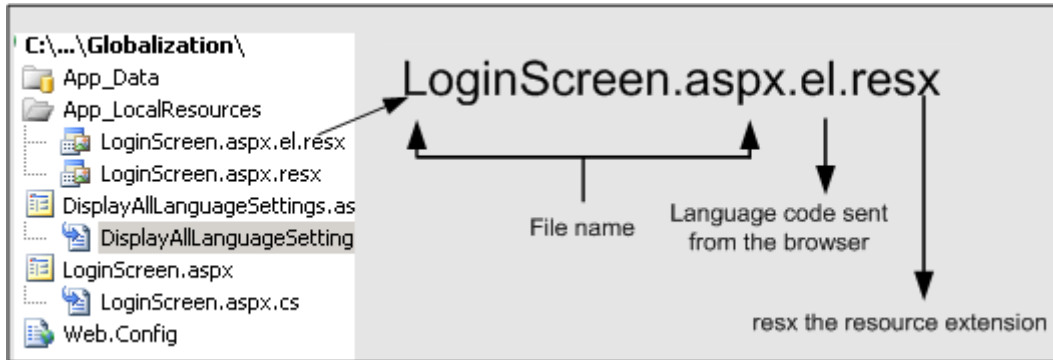 C:\...\Globalization\
App_Data
App_LocalResources
LoginScreen.aspx.el.resx
LoginScreen.aspx.resx
DisplayAllLanguageSettings.as
DisplayAllLanguageSetting
LoginScreen.aspx
LoginScreen.aspx.cs
Web.Config
LoginScreen.aspx.el.resx
File name
Language code sent
from the browser
resx the resource extension